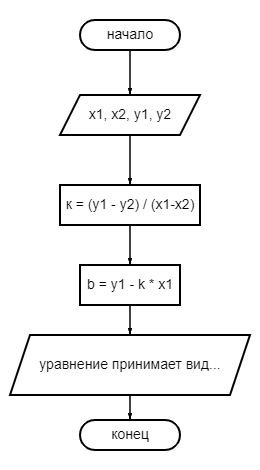 начало
x1, x2, y1, y2
к = (y1 - y2) / (x1-x2)
b = y1 - k * x1
уравнение принимает вид...
конец